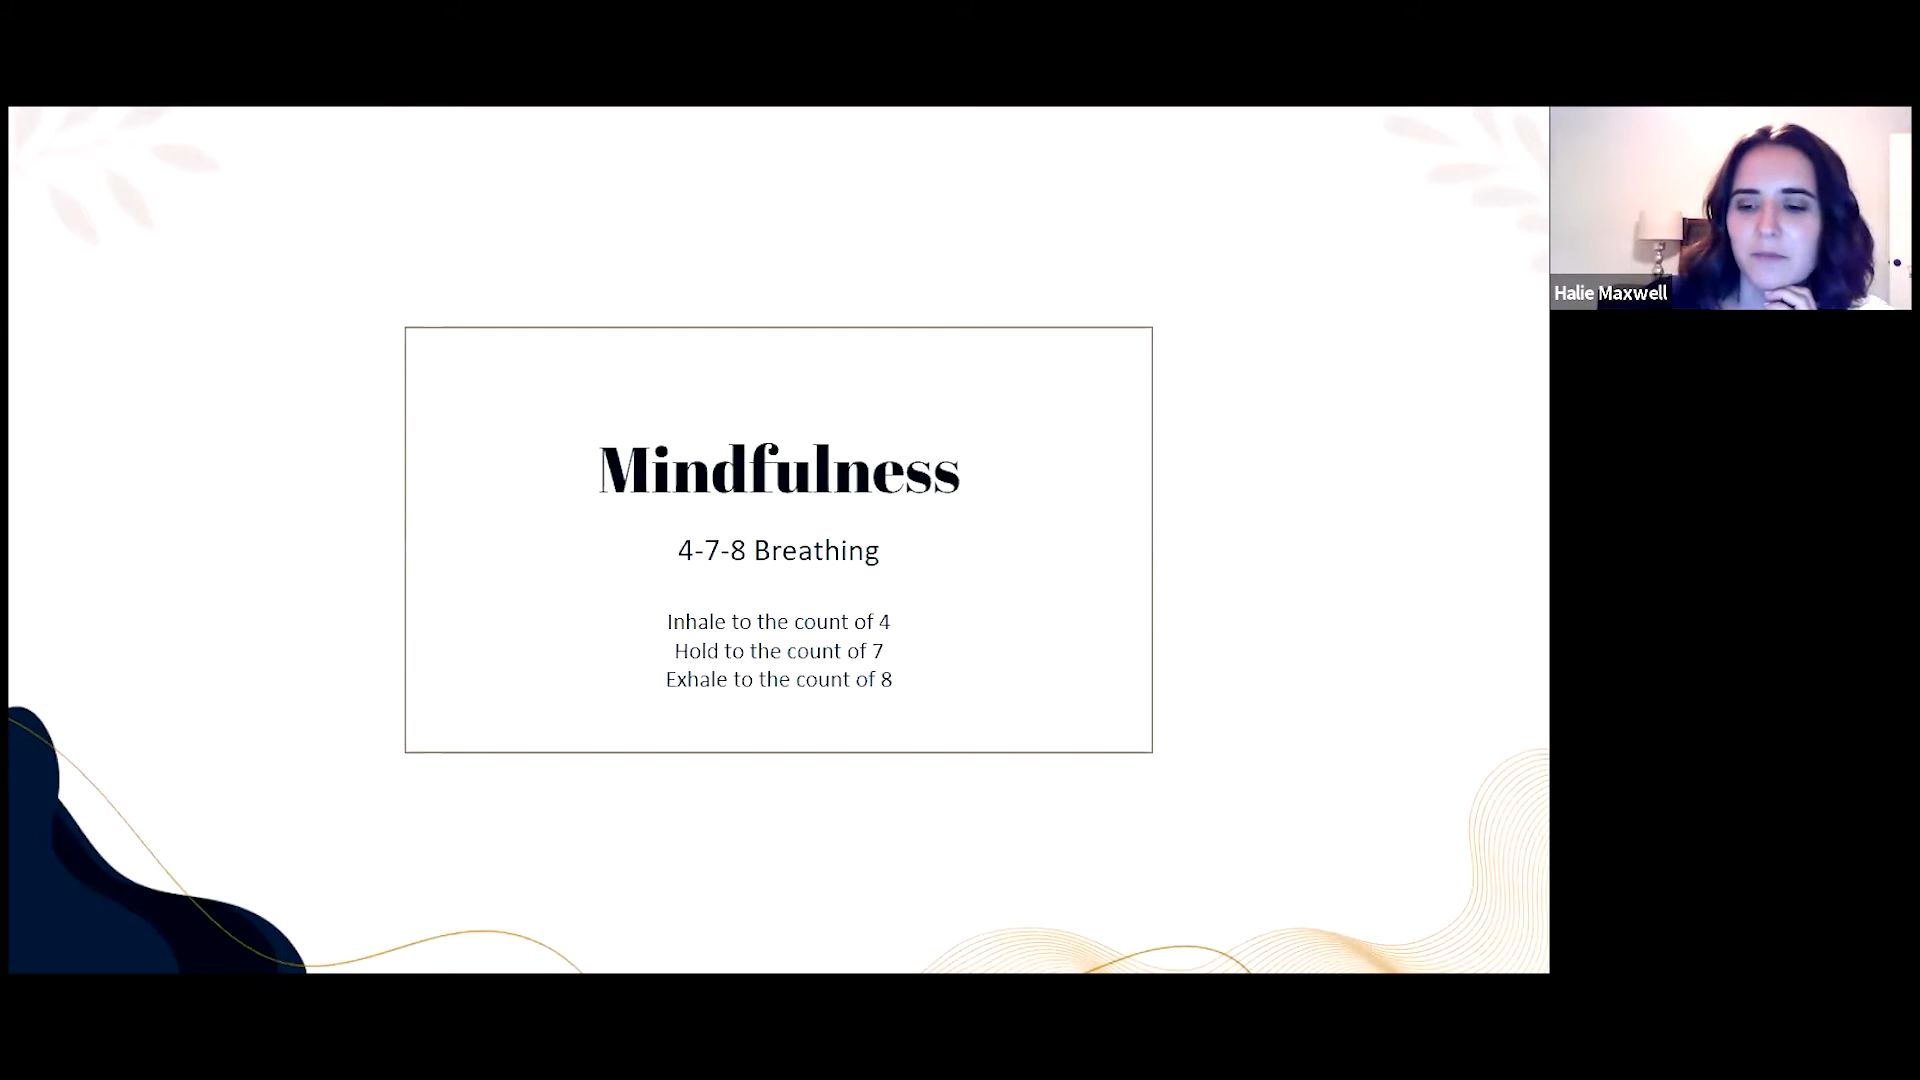 Mindfulness
4-7-8 Breathing
Inhale to the count of 4
Hold to the count of 7
Exhale to the count of 8
Halie Maxwell